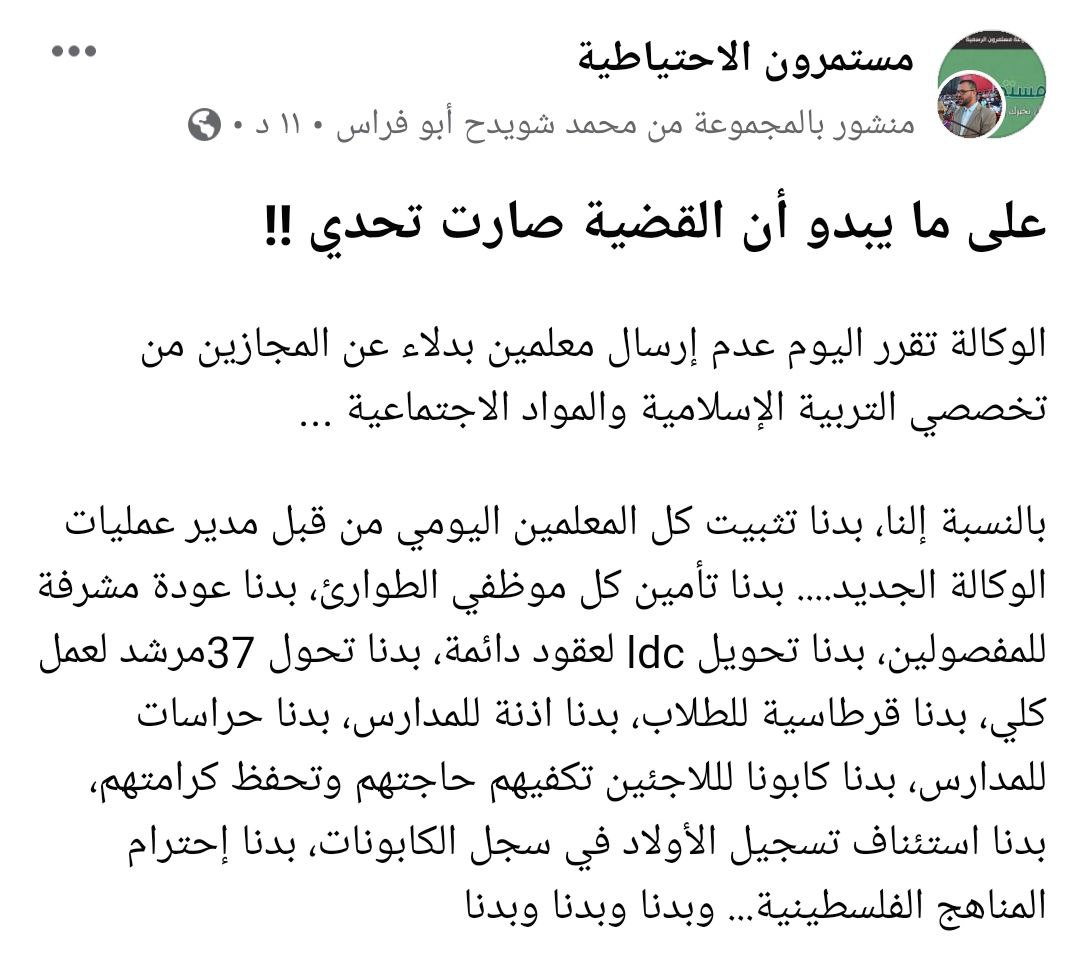 مستمرون الاحتياطية
منشور بالمجموعة من محمد شويدح أبو فراس • ١١ د •
على ما يبدو أن القضية صارت تحدي !!
الوكالة تقرر اليوم عدم إرسال معلمين بدلاء عن المجازين من
تخصصي التربية الإسلامية والمواد الاجتماعية ...
بالنسبة إلنا، بدنا تثبيت كل المعلمين اليومي من قبل مدير عمليات
الوكالة الجديد.... بدنا تأمين كل موظفي الطوارئ، بدنا عودة مشرفة
للمفصولين، بدنا تحويل ldc لعقود دائمة، بدنا تحول 37مرشد لعمل
كلي، بدنا قرطاسية للطلاب، بدنا اذنة للمدارس، بدنا حراسات
للمدارس، بدنا كابونا لللاجئين تكفيهم حاجتهم وتحفظ كرامتهم،
بدنا استئناف تسجيل الأولاد في سجل الكابونات، بدنا إحترام
المناهج الفلسطينية... وبدنا وبدنا وبدنا